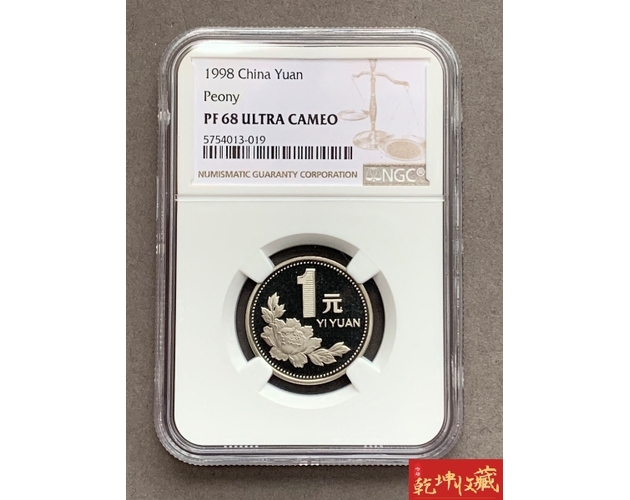 1998 China Yuan
Peony
PF 68 ULTRA CAMEO
5754013-019
NUMISMATIC GUARANTY CORPORATION
NGC®
1元
YI YUAN
乾坤收藏